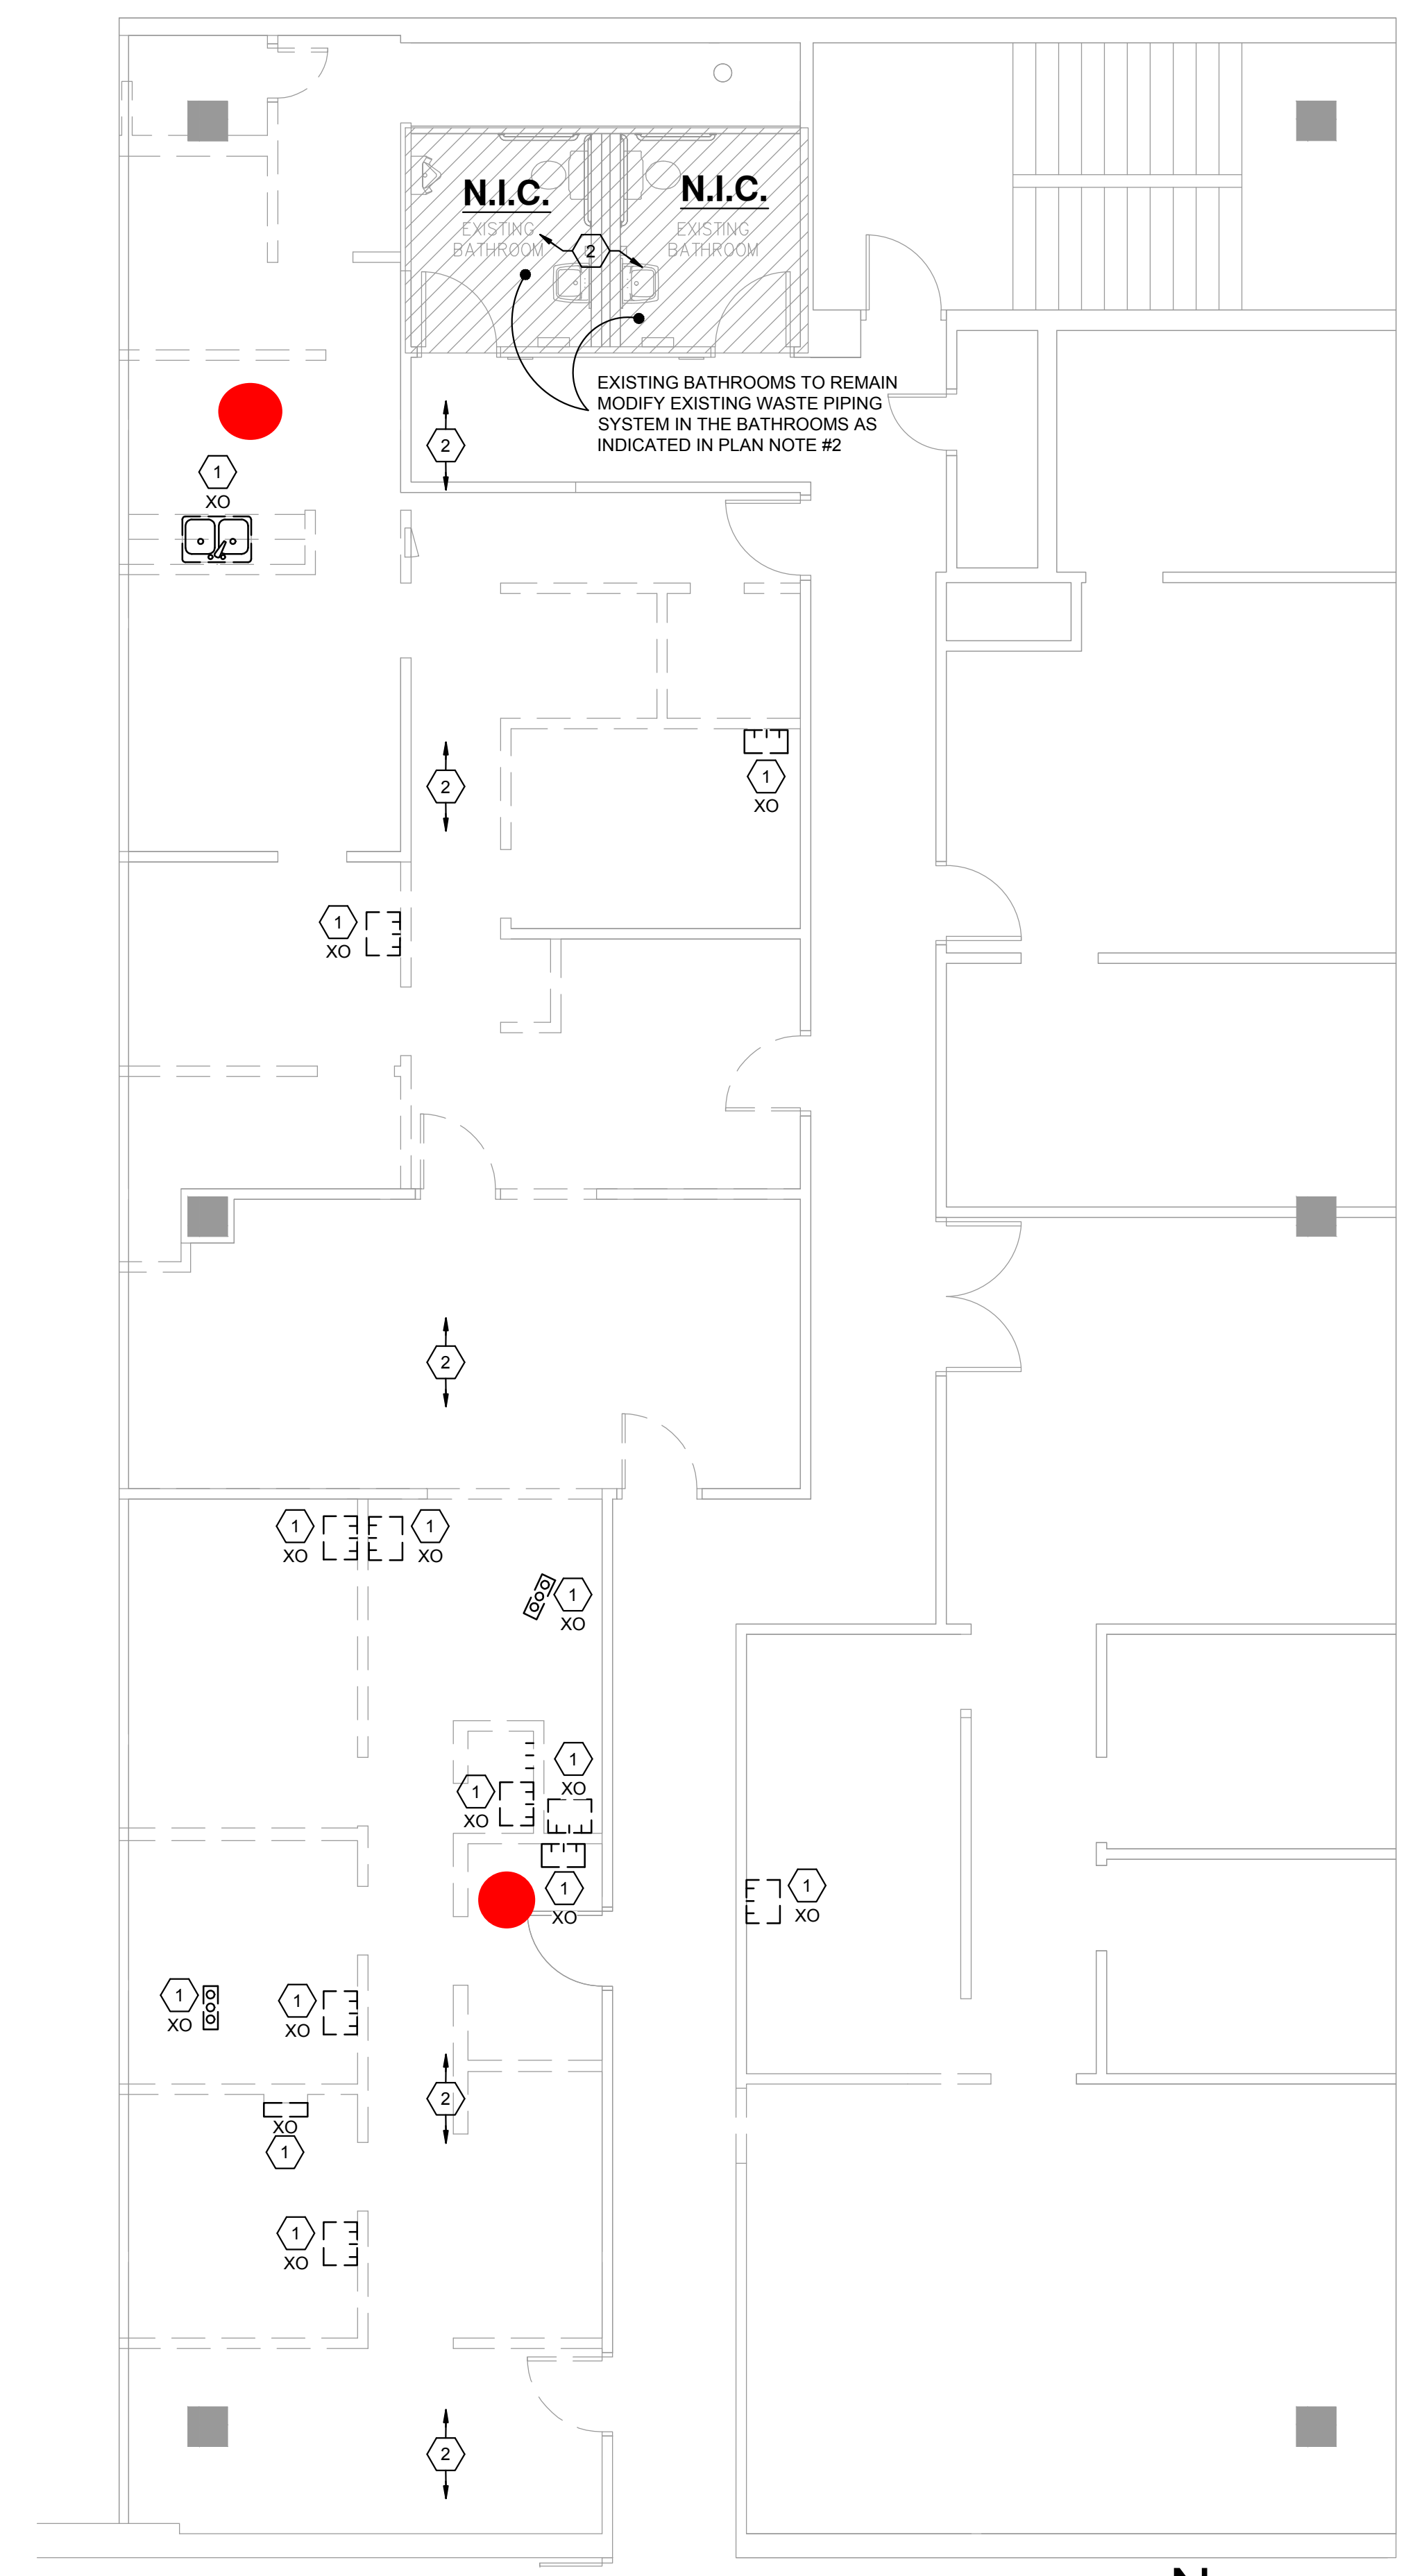 N.I.C.
N.I.C.
EXISTING
BATHROOM
EXISTING
BATHROOM
2
EXISTING BATHROOMS TO REMAIN
MODIFY EXISTING WASTE PIPING
SYSTEM IN THE BATHROOMS AS
INDICATED IN PLAN NOTE #2
2
1
XO
2
1
XO
1
XO
2
1
XO
1
XO
1
XO
1
XO
1
XO
1
XO
1
XO
1
XO
1
XO
2
XO
1
1
XO
2
N